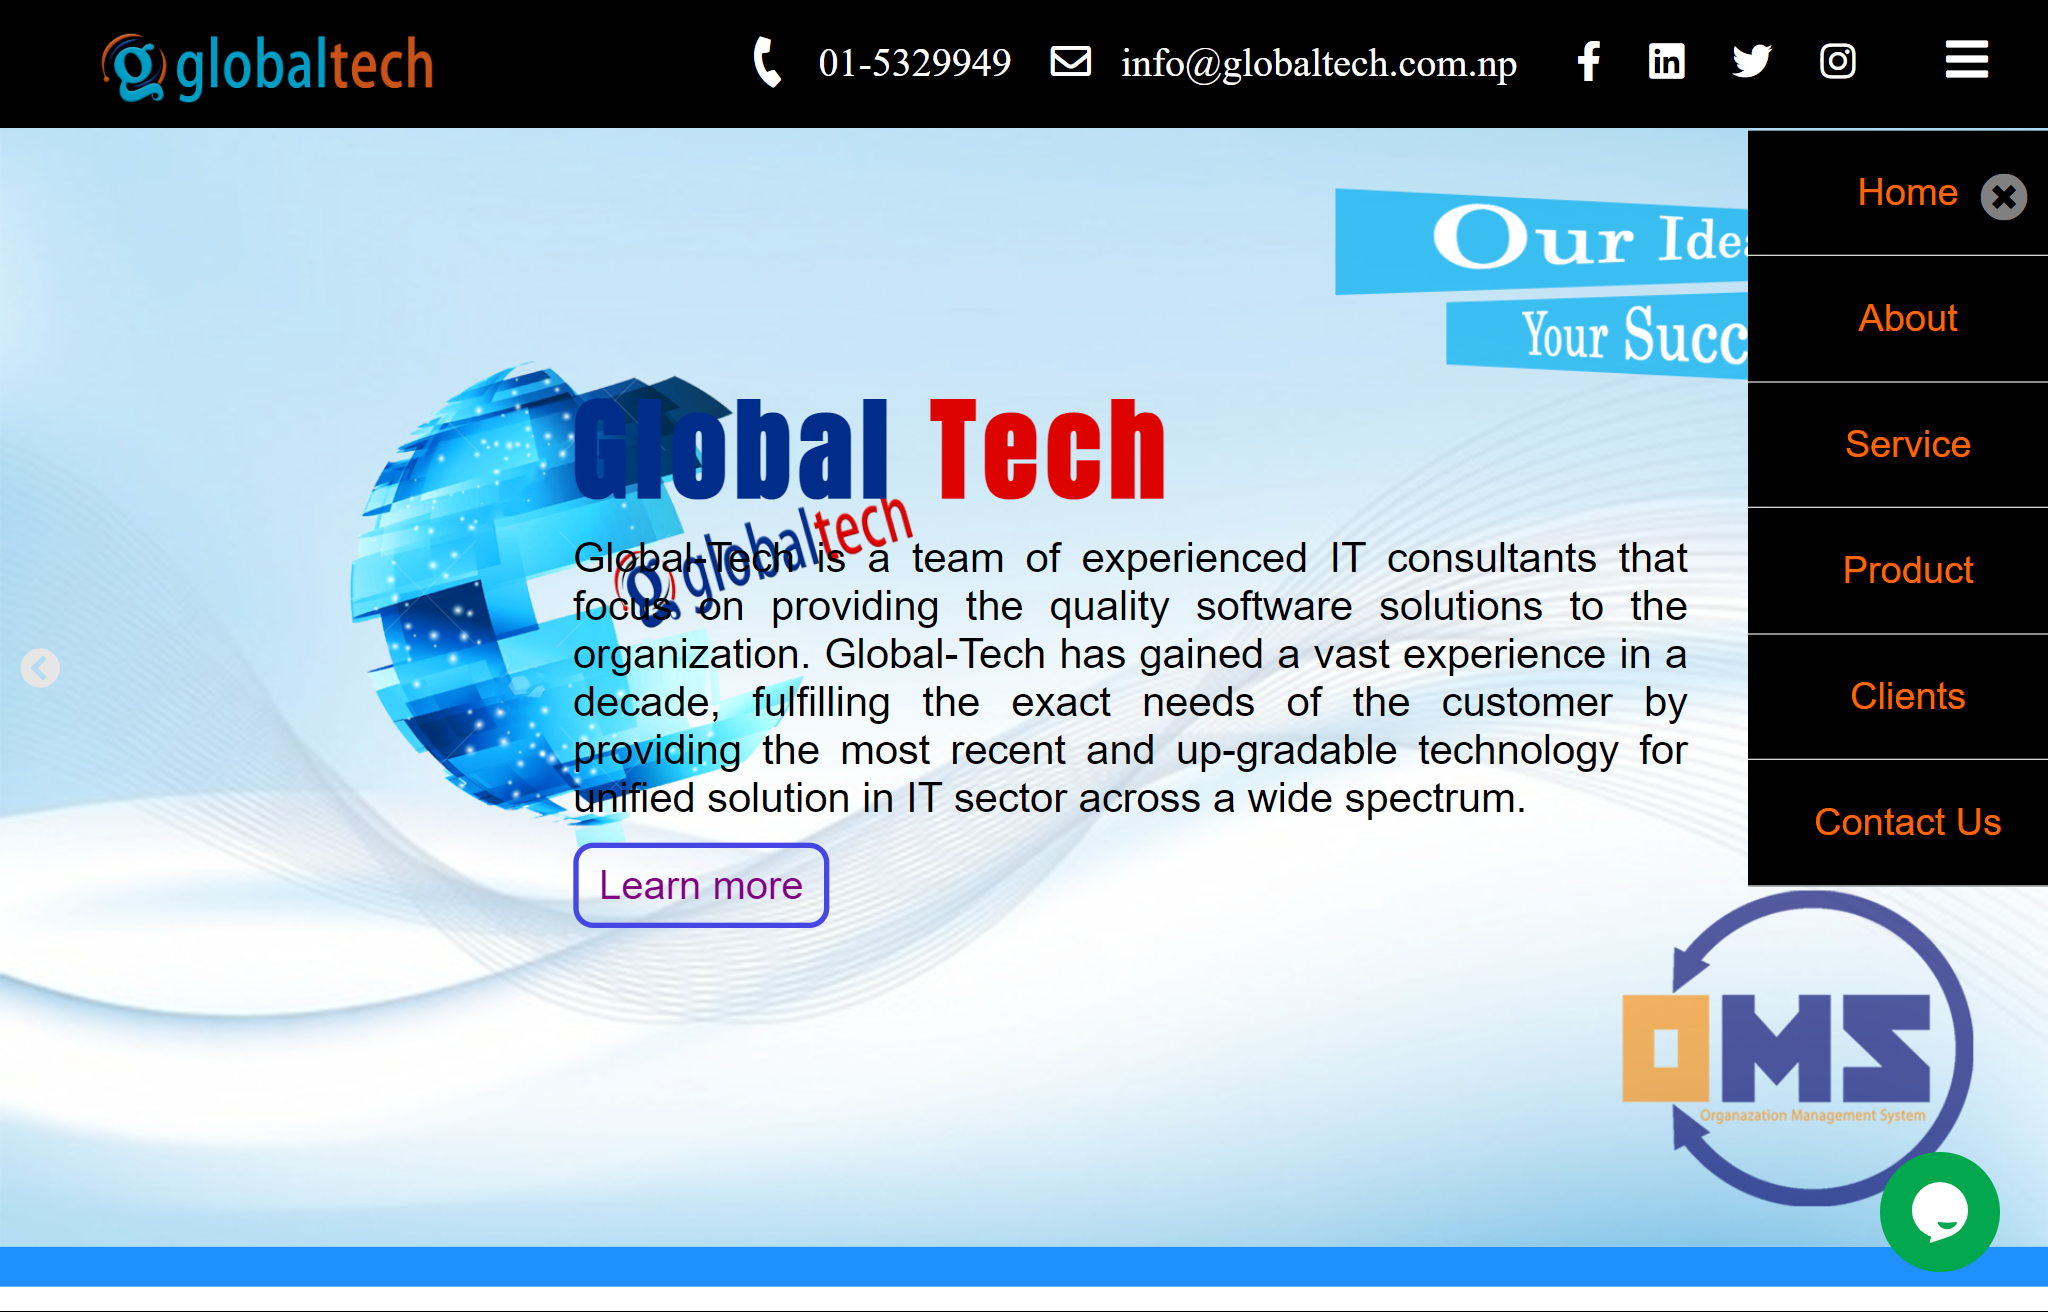 globaltech
01-5329949
info@globaltech.com.np
Home
About
Service
Product
Clients
Contact Us
Our
Your
Global Tech
globaltech
Global-Tech is a team of experienced IT consultants that
focus on providing the quality software solutions to the
organization. Global-Tech has gained a vast experience in a
decade, fulfilling the exact needs of the customer by
providing the most recent and up-gradable technology for
unified solution in IT sector across a wide spectrum.
Learn more
OMS
Organazation Management System